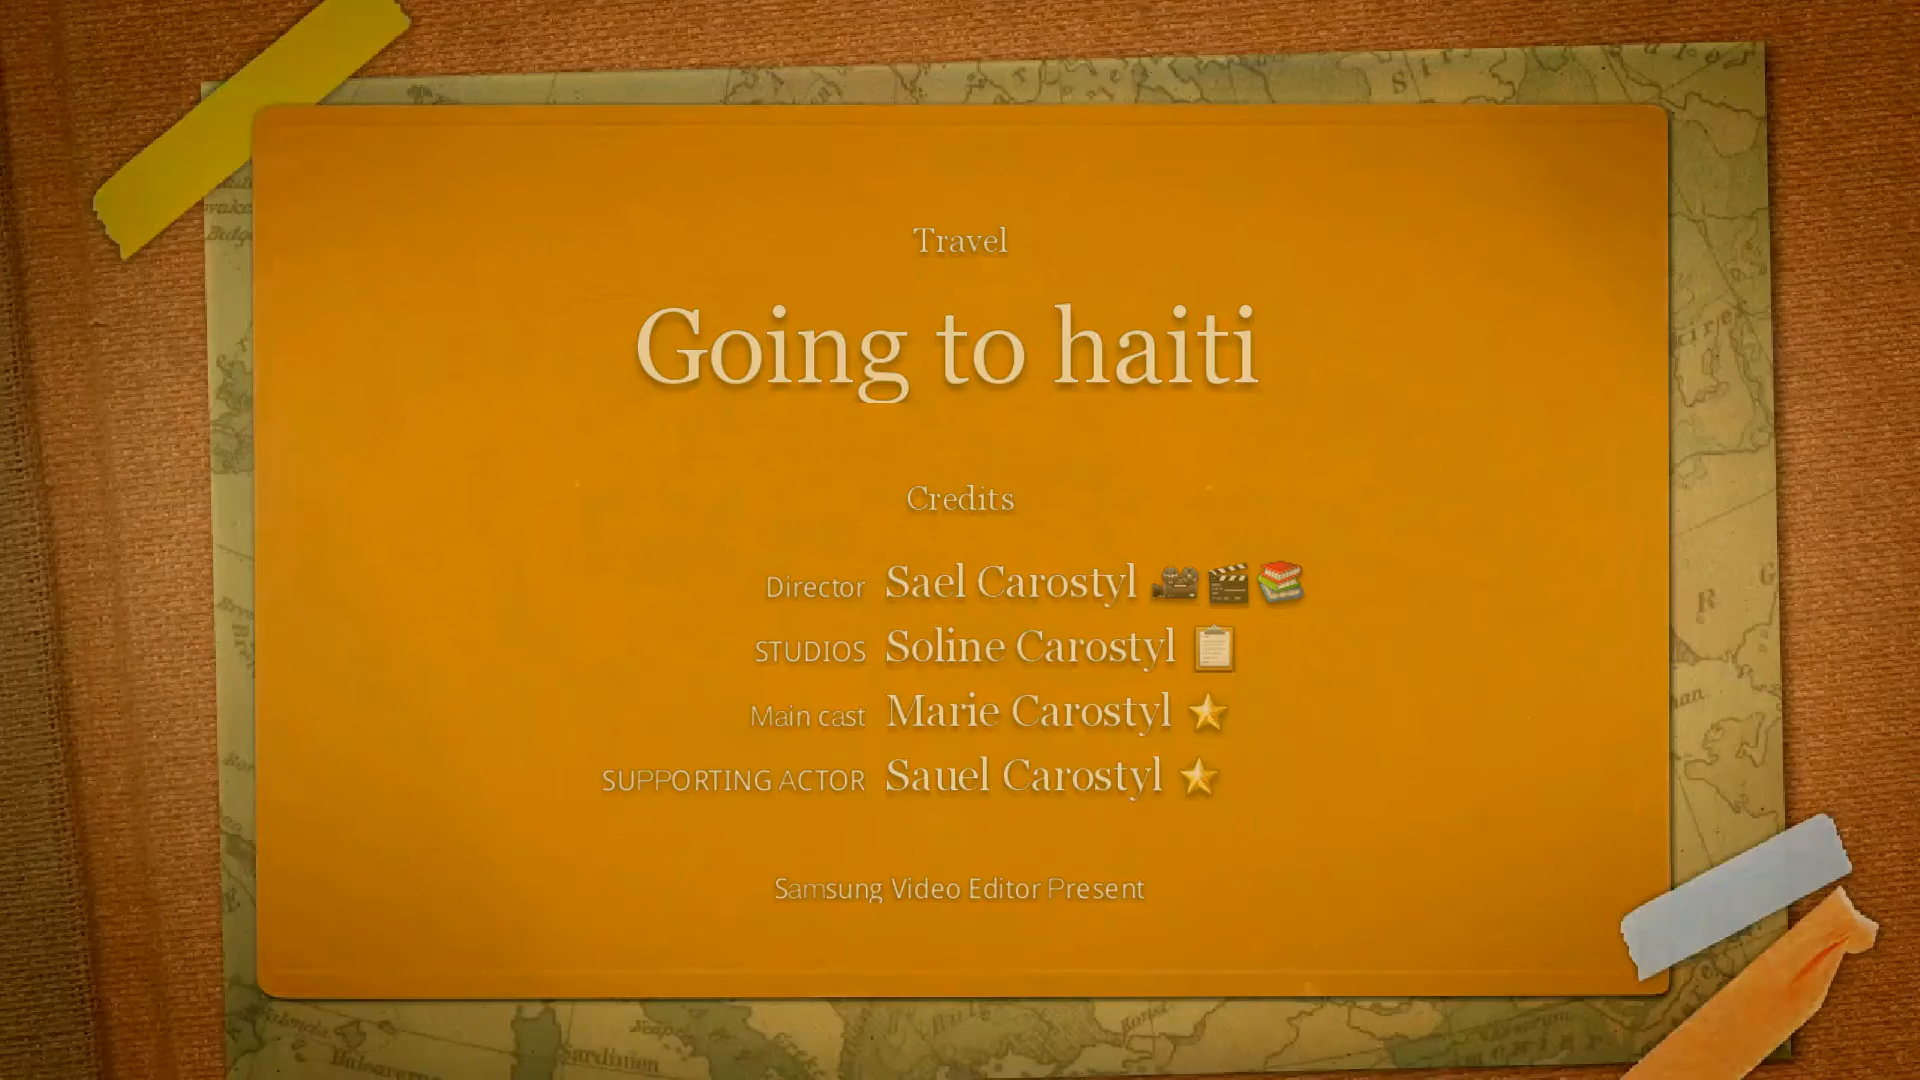 Travel
Going to haiti
Credits
Director Sael Carostyl 🎥 🎬 📚
STUDIOS Soline Carostyl 📋
Main cast Marie Carostyl ⭐
SUPPORTING ACTOR Sauel Carostyl ⭐
Samsung Video Editor Present
Sardinien